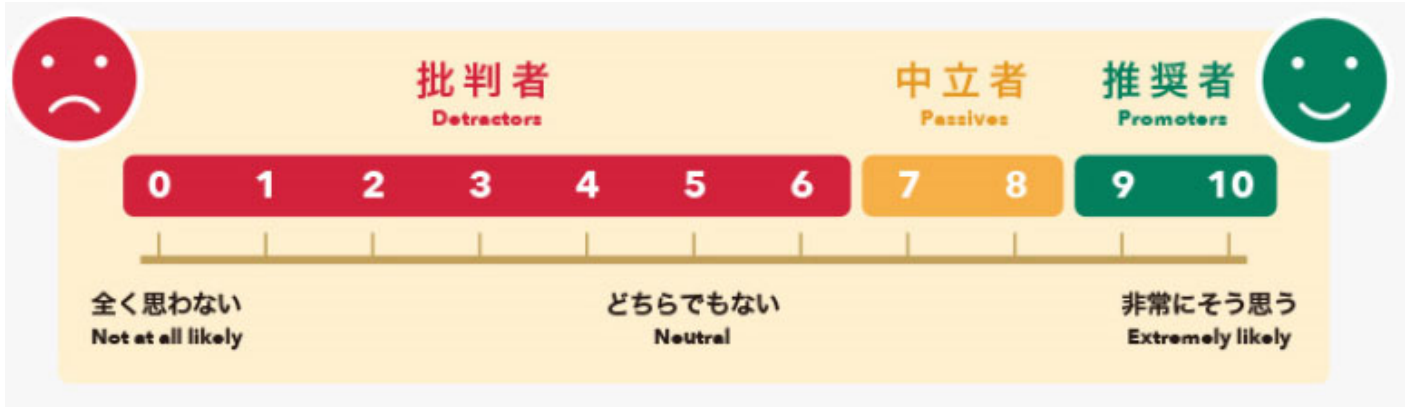 批判者
Detractors
中立者
Passives
推奨者
Promoters
0 1 2 3 4 5 6 7 8 9 10
全く思わない
Not at all likely
どちらでもない
Neutral
非常にそう思う
Extremely likely